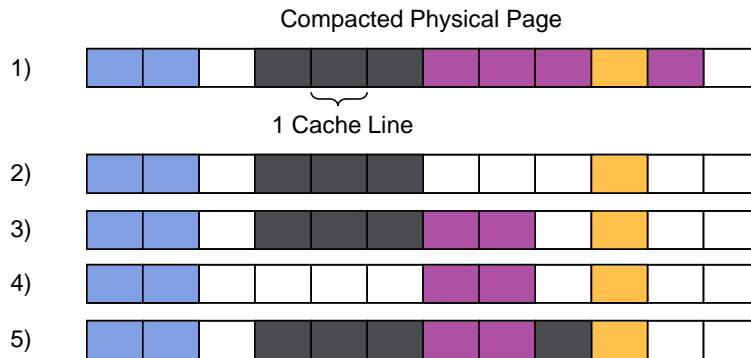 Compacted Physical Page
1)
1 Cache Line
2)
3)
4)
5)